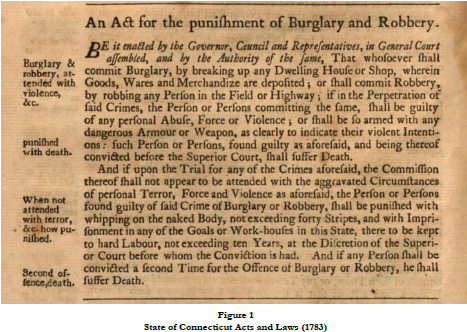 An Act for the puniſhment of Burglary and Robbery.
Burglary &
robbery, at-
tended with
violence,
&c.
puniſhed
with death.
BE it enacted by the Governor, Council and Repreſentatives, in General Court
aſſembled, and by the Authority of the ſame, That whoſoever ſhall
commit Burglary, by breaking up any Dwelling Houſe or Shop, wherein
Goods, Wares and Merchandize are depoſited; or ſhall commit Robbery,
by robbing any Perſon in the Field or Highway; if in the Perpetration of
ſaid Crimes, the Perſon or Perſons committing the ſame, ſhall be guilty
of any perſonal Abuſe, Force or Violence; or ſhall be ſo armed with any
dangerous Armour or Weapon, as clearly to indicate their violent Intenti-
ons: ſuch Perſon or Perſons, found guilty as aforeſaid, and being thereof
convicted before the Superior Court, ſhall ſuffer Death.
When not
attended
with terror,
&c. how pu-
niſhed.
Second of-
fence, death.
And if upon the Trial for any of the Crimes aforeſaid, the Commiſſion
thereof ſhall not appear to be attended with the aggravated Circumſtances
of perſonal Terror, Force and Violence as aforeſaid, the Perſon or Perſons
found guilty of ſaid Crime of Burglary or Robbery, ſhall be puniſhed with
whipping on the naked Body, not exceeding forty Stripes, and with Impri-
ſonment in any of the Goals or Work-houſes in this State, there to be kept
to hard Labour, not exceeding ten Years, at the Diſcretion of the Superi-
or Court before whom the Conviction is had. And if any Perſon ſhall be
convicted a ſecond Time for the Offence of Burglary or Robbery, he ſhall
ſuffer Death.
Figure 1
State of Connecticut Acts and Laws (1783)